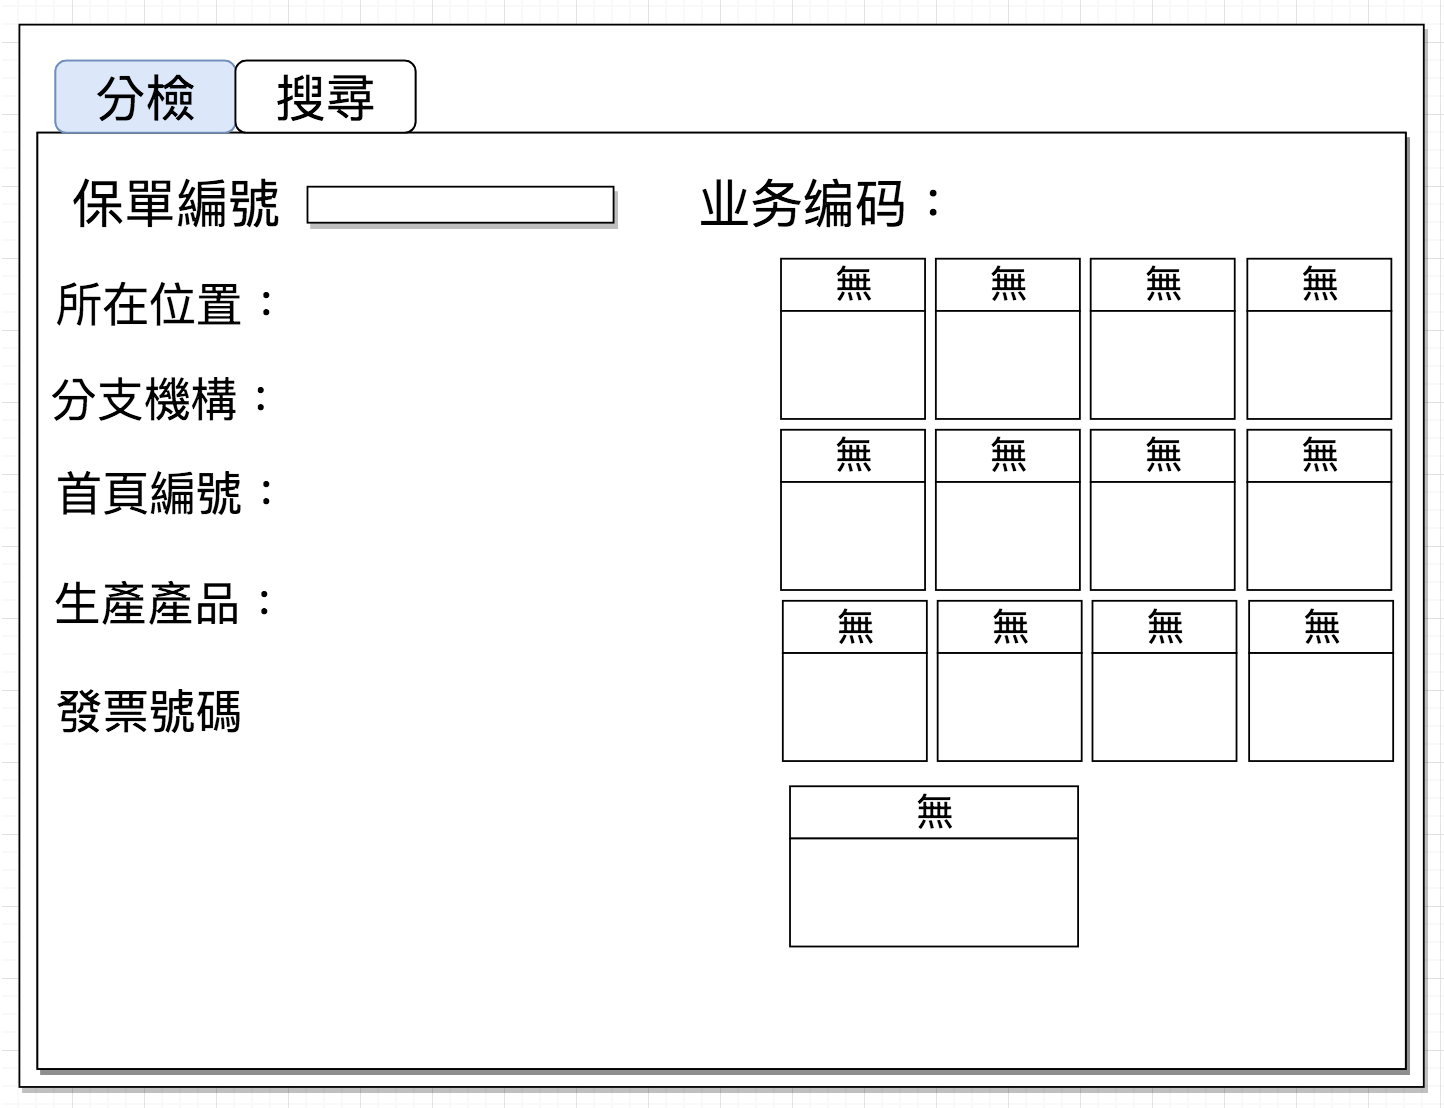 分檢 搜尋
保單編號 业务编码：
所在位置：
分支機構：
首頁編號：
生產產品：
發票號碼
無 無 無 無
無 無 無 無
無 無 無 無
無